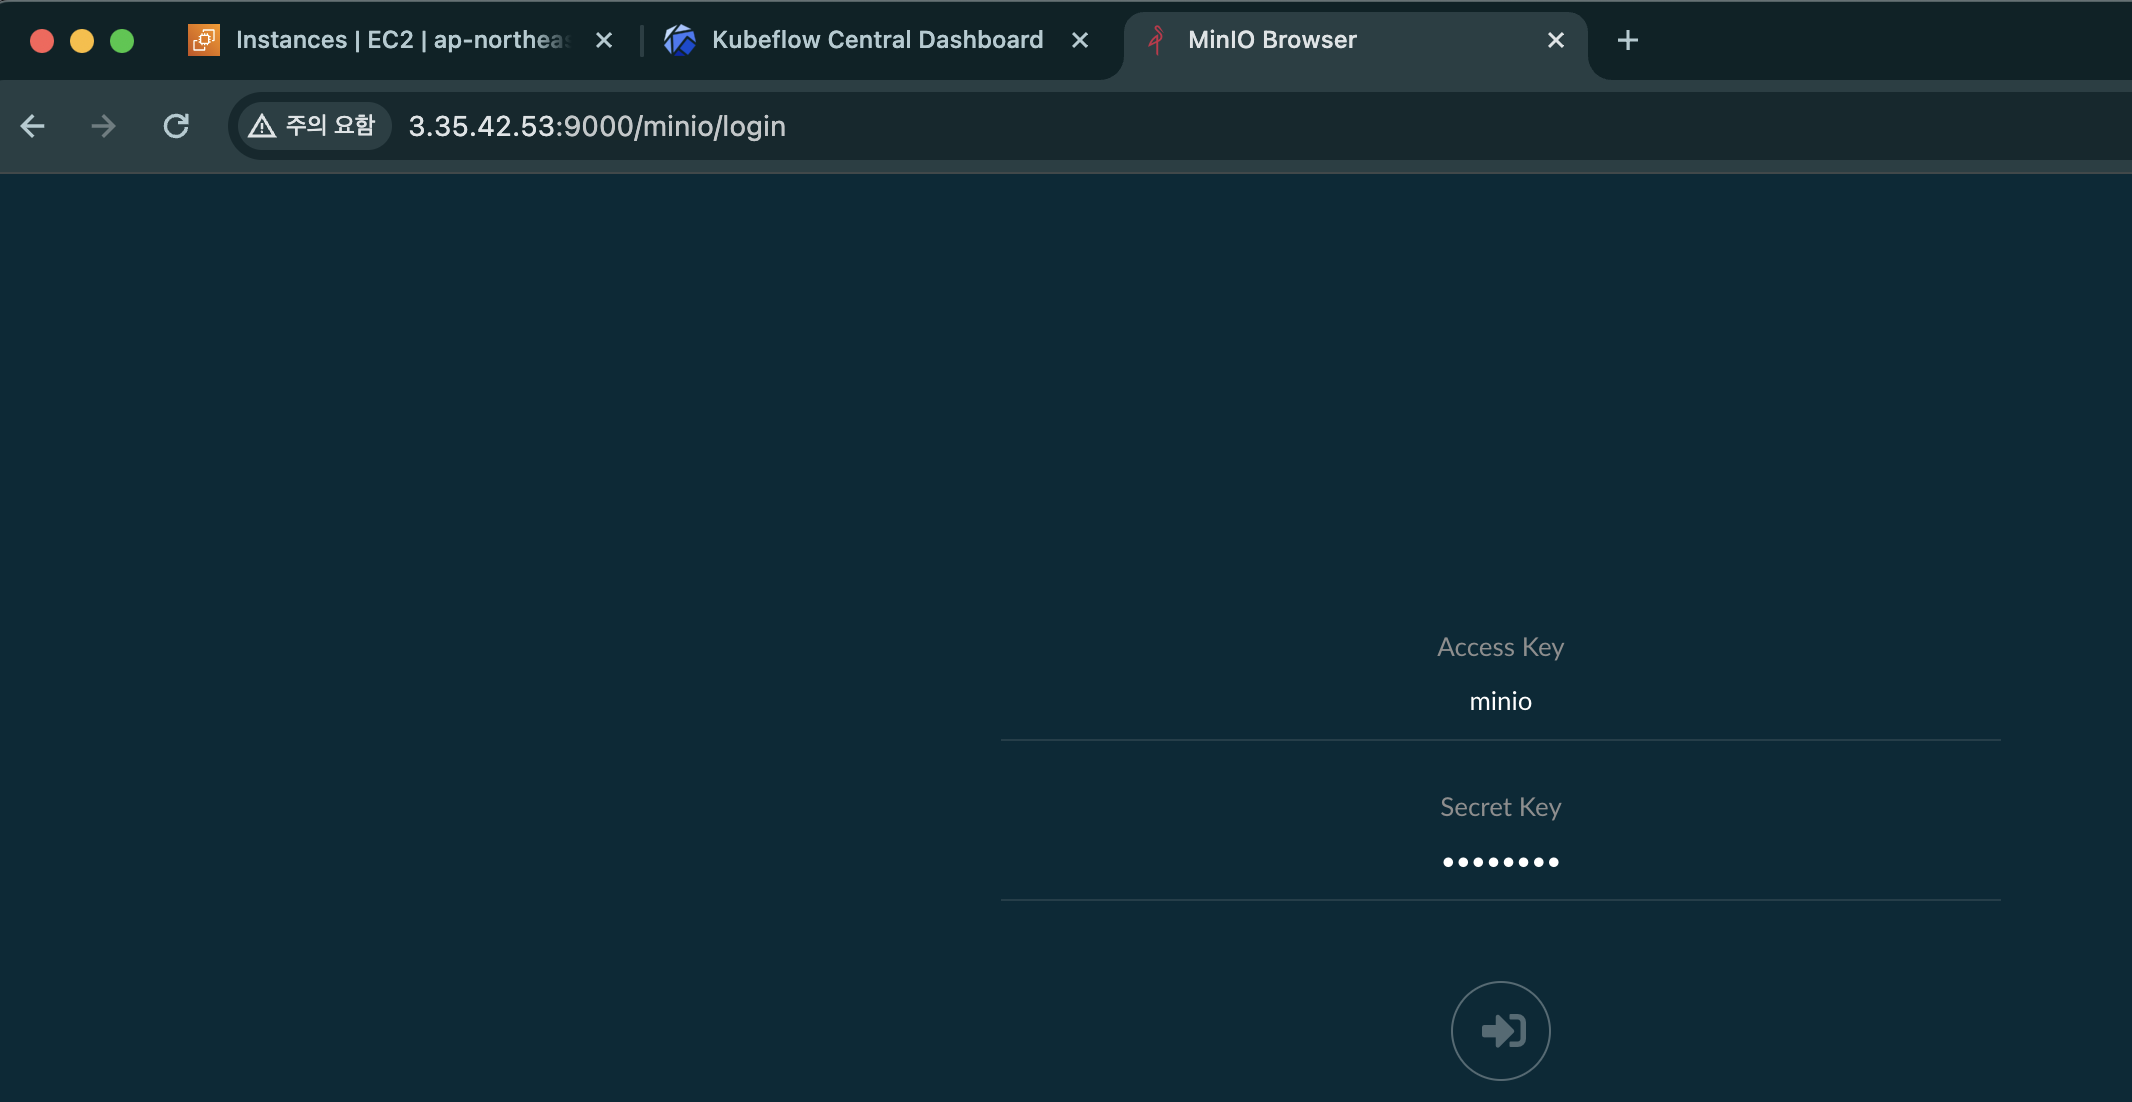 Instances | EC2 | ap-northeas
Kubeflow Central Dashboard
MinIO Browser
주의 요함
3.35.42.53:9000/minio/login
Access Key
minio
Secret Key
••••••••